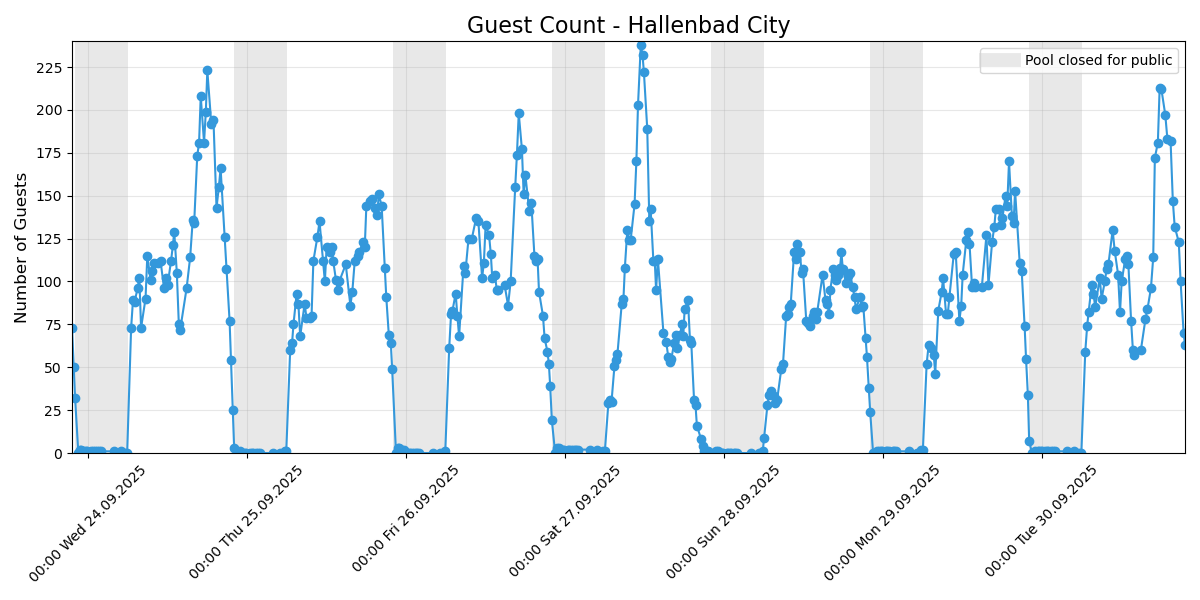 Guest Count - Hallenbad City
Pool closed for public
Number of Guests
225
200
175
150
125
100
75
50
25
0
00:00 Wed 24.09.2025
00:00 Thu 25.09.2025
00:00 Fri 26.09.2025
00:00 Sat 27.09.2025
00:00 Sun 28.09.2025
00:00 Mon 29.09.2025
00:00 Tue 30.09.2025